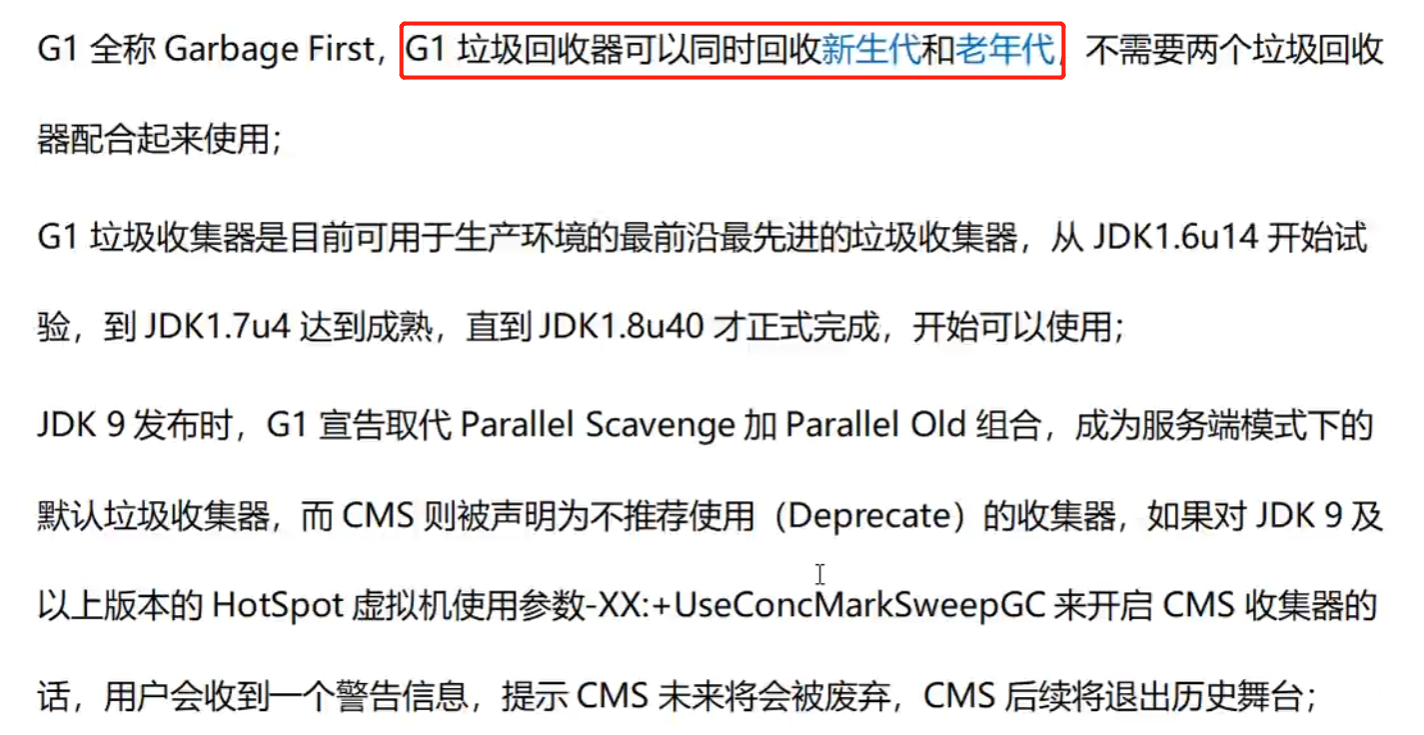 G1 全称 Garbage First，G1 垃圾回收器可以同时回收新生代和老年代，不需要两个垃圾回收
器配合起来使用；
G1 垃圾收集器是目前可用于生产环境的最前沿最先进的垃圾收集器，从 JDK1.6u14 开始试
验，到 JDK1.7u4 达到成熟，直到 JDK1.8u40 才正式完成，开始可以使用；
JDK 9 发布时，G1 宣告取代 Parallel Scavenge 加 Parallel Old 组合，成为服务端模式下的
默认垃圾收集器，而 CMS 则被声明为不推荐使用（Deprecate）的收集器，如果对 JDK 9 及
以上版本的 HotSpot 虚拟机使用参数-XX:+UseConcMarkSweepGC 来开启 CMS 收集器的
话，用户会收到一个警告信息，提示 CMS 未来将会被废弃，CMS 后续将退出历史舞台；